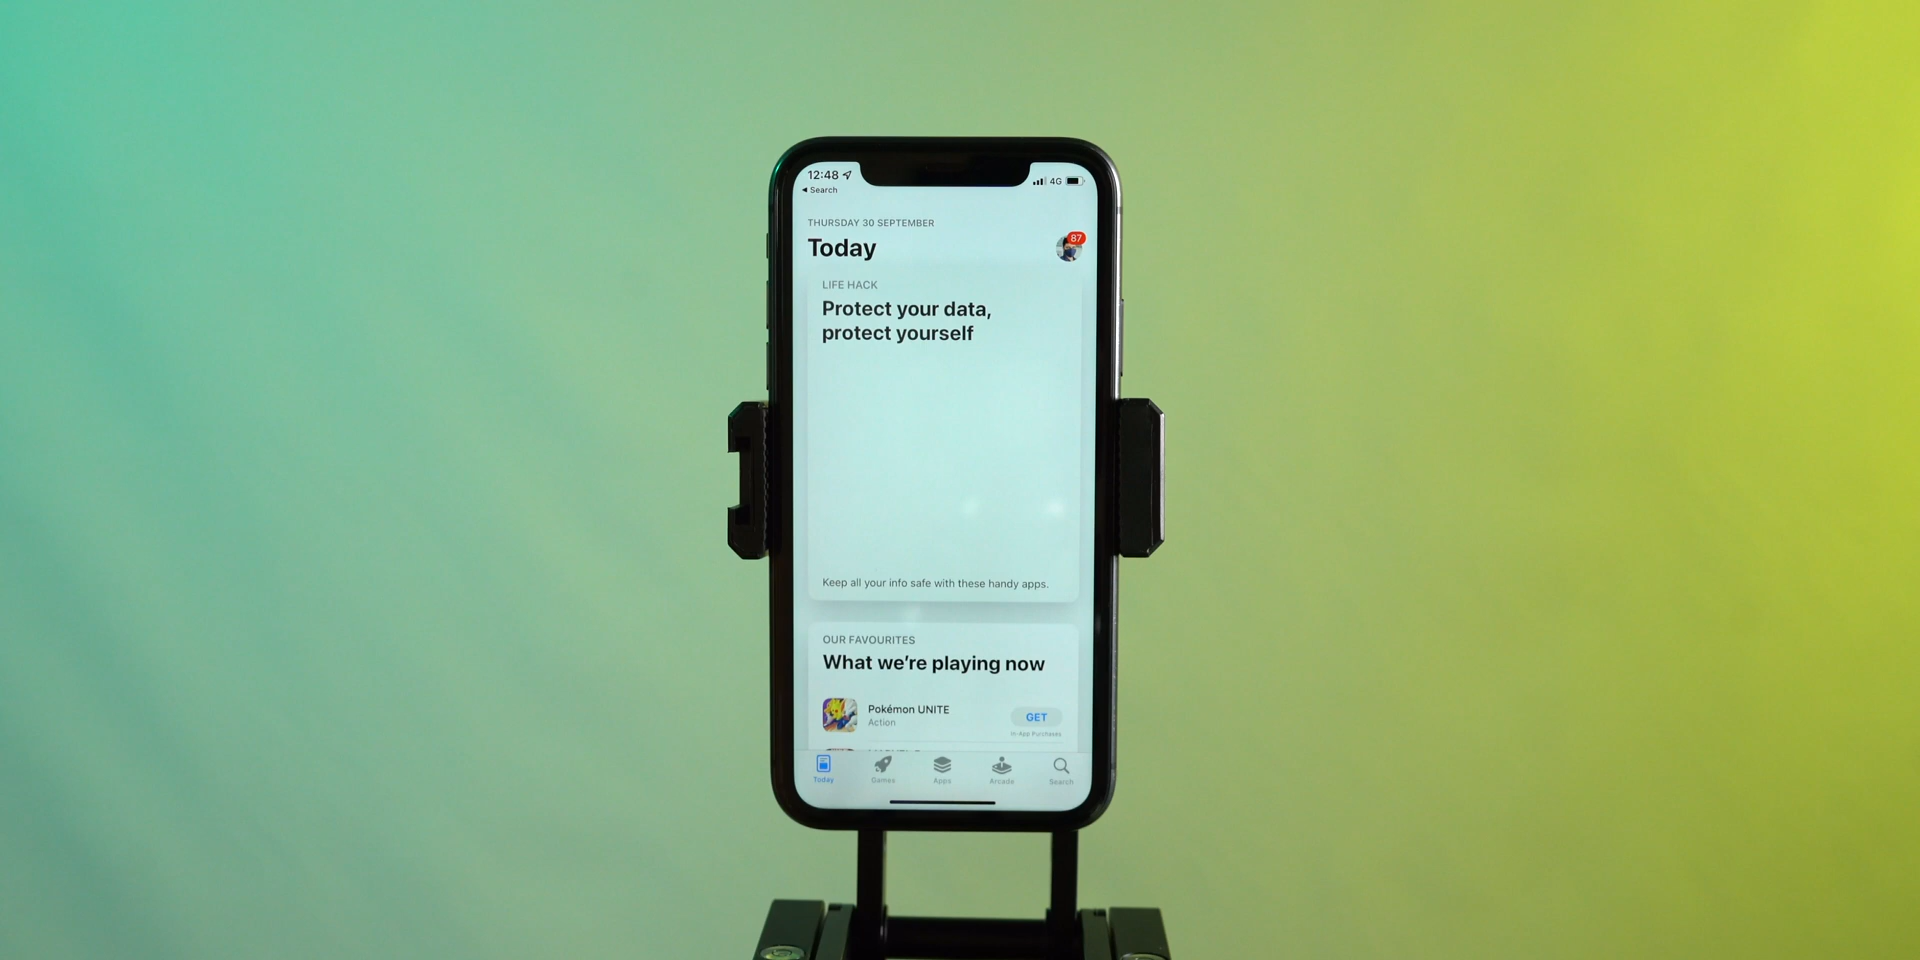 12:48
4G
◀ Search
THURSDAY 30 SEPTEMBER
Today
87
LIFE HACK
Protect your data,
protect yourself
Keep all your info safe with these handy apps.
OUR FAVOURITES
What we're playing now
Pokémon UNITE
GET
Action
In-App Purchases
Today
Games
Apps
Arcade
Search